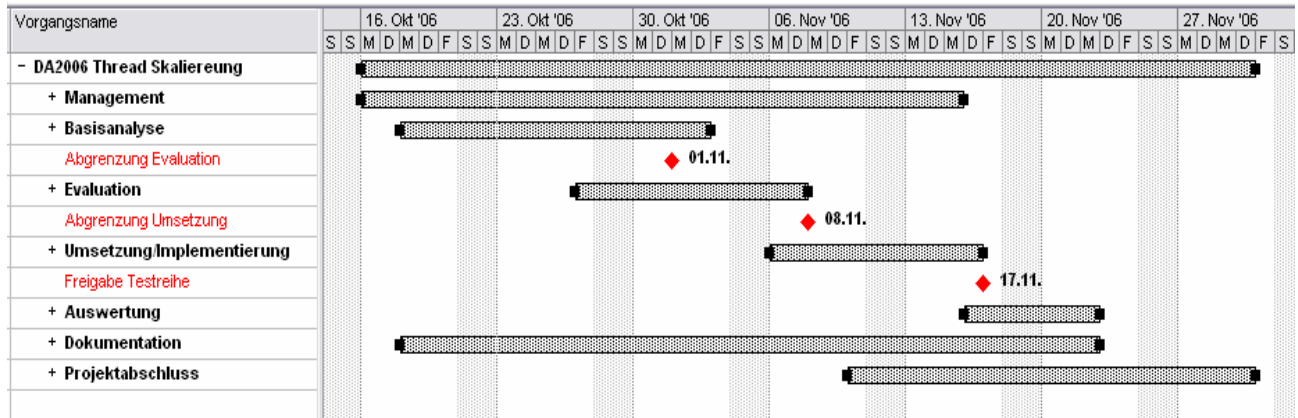 Vorgangsname
16. Okt '06 23. Okt '06 30. Okt '06 06. Nov '06 13. Nov '06 20. Nov '06 27. Nov '06
S S M D M D F S S M D M D F S S M D M D F S S M D M D F S S M D M D F S S M D M D F S S M D M D F S
− DA2006 Thread Skaliereung
+ Management
+ Basisanalyse
Abgrenzung Evaluation 01.11.
+ Evaluation
Abgrenzung Umsetzung 08.11.
+ Umsetzung/Implementierung
Freigabe Testreihe 17.11.
+ Auswertung
+ Dokumentation
+ Projektabschluss